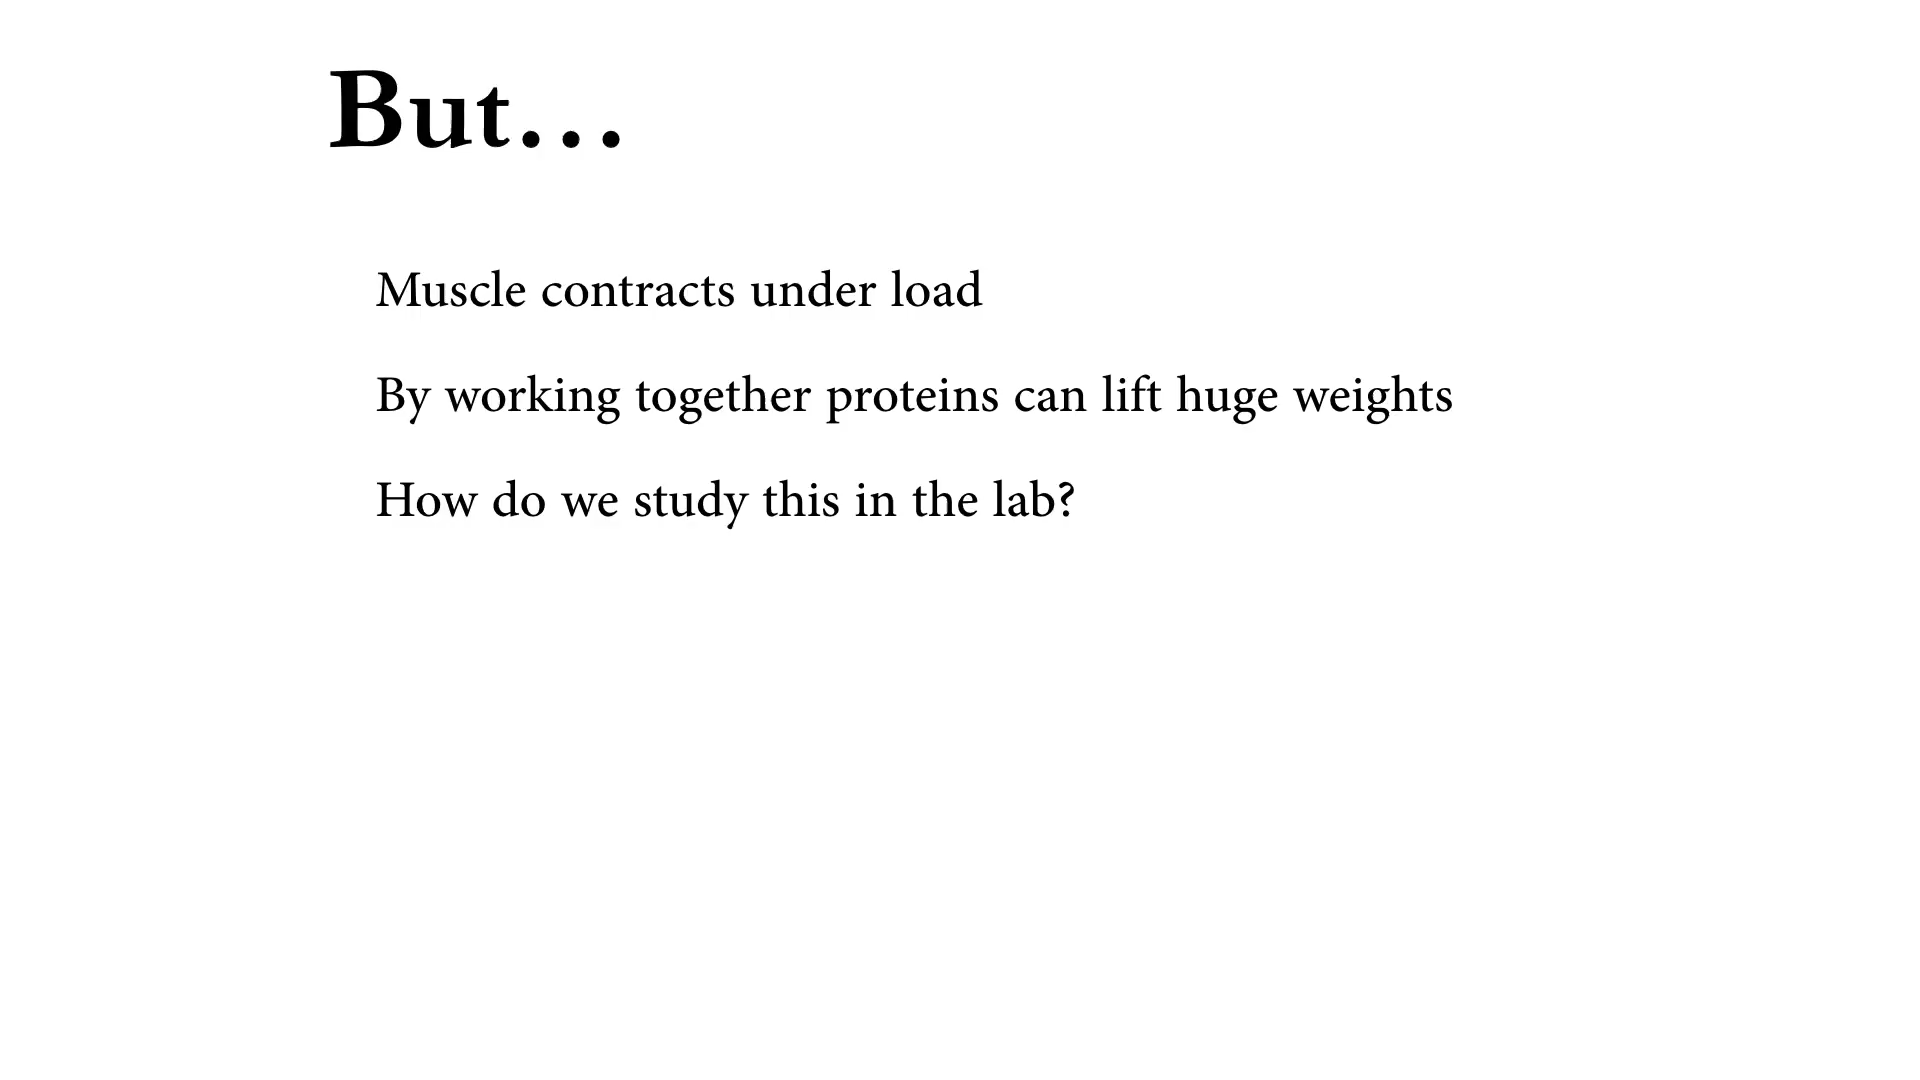 But…
Muscle contracts under load
By working together proteins can lift huge weights
How do we study this in the lab?